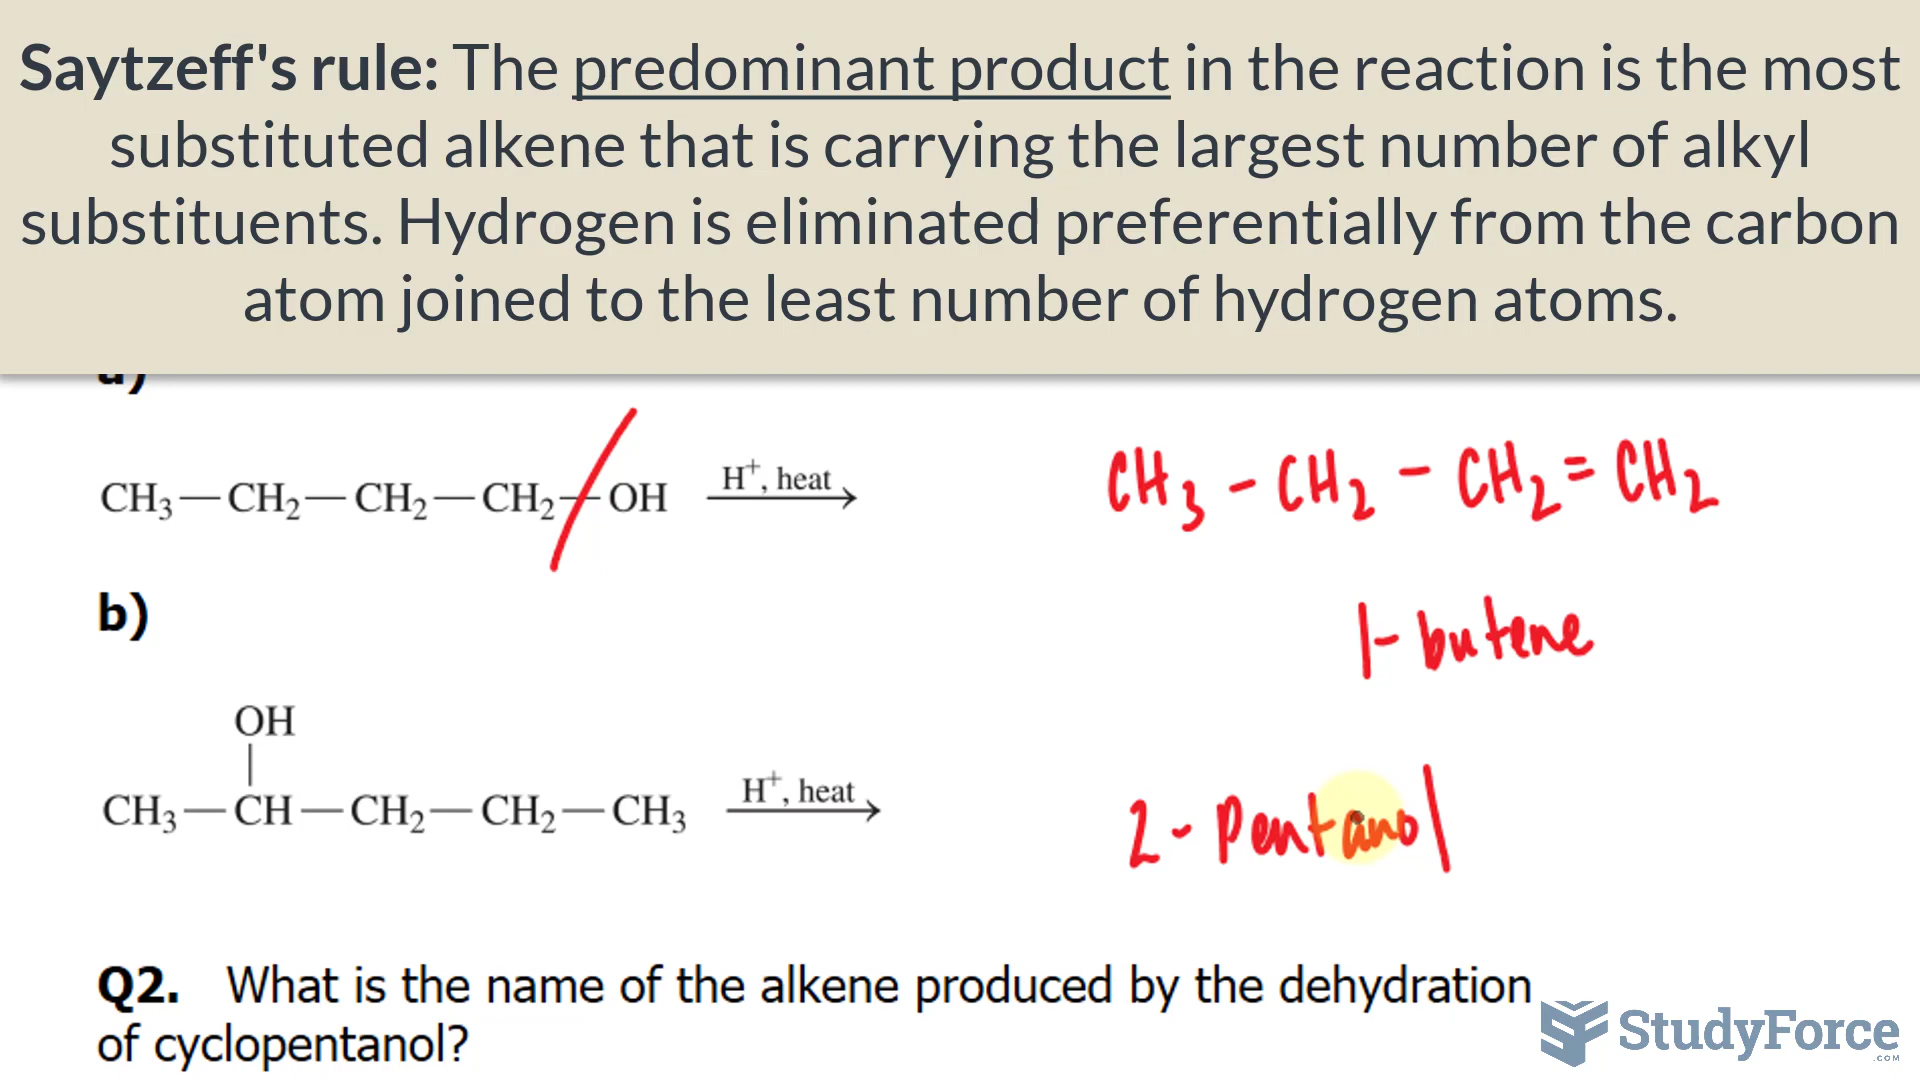 Saytzeff's rule: The predominant product in the reaction is the most
substituted alkene that is carrying the largest number of alkyl
substituents. Hydrogen is eliminated preferentially from the carbon
atom joined to the least number of hydrogen atoms.
a)
CH₃—CH₂—CH₂—CH₂—OH H⁺, heat CH₃ - CH₂ - CH₂ = CH₂
b)
1- butene
OH
CH₃—CH—CH₂—CH₂—CH₃ H⁺, heat 2- Pentanol
Q2. What is the name of the alkene produced by the dehydration
of cyclopentanol?
StudyForce
.COM